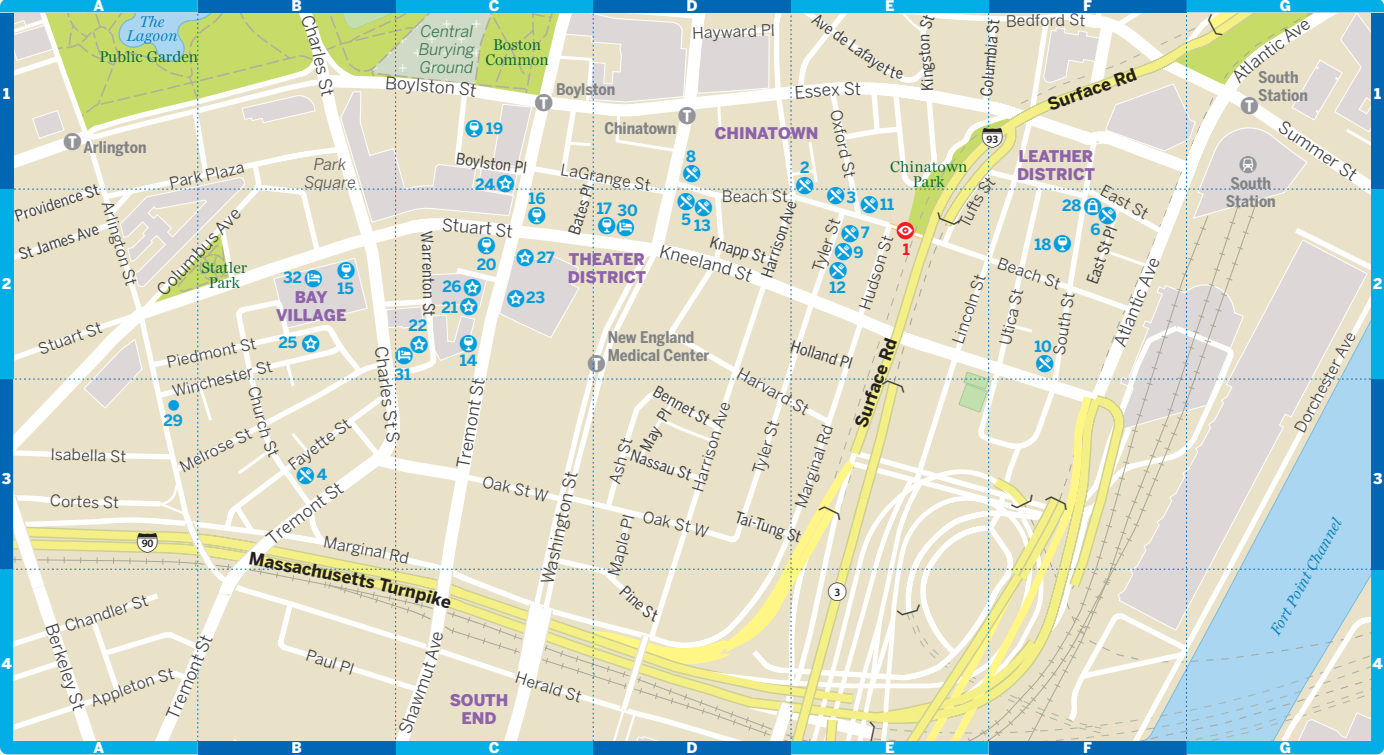 A
B
C
D
E
F
G
The
Lagoon
Public Garden
Charles St
Central
Burying
Ground
Boston
Common
Hayward Pl
Ave de Lafayette
Kingston St
Columbia St
Bedford St
Atlantic Ave
Surface Rd
South
Station
1
1
Boylston St
T
Boylston
Essex St
T
T
Arlington
19
T
Chinatown
CHINATOWN
Oxford St
93
LEATHER
DISTRICT
Summer St
Park Plaza
Park
Square
Boylston Pl
24
LaGrange St
8
2
Chinatown
Park
South
Station
Providence St
St James Ave
Arlington St
Columbus Ave
16
Bates Pl
17
30
5
13
Beach St
Harrison Ave
3
11
Tufts St
28
East St
6
Stuart St
Warrenton St
20
27
THEATER
DISTRICT
Knapp St
Kneeland St
Tyler St
7
9
12
Hudson St
1
18
East St Pl
Beach St
Atlantic Ave
Statler
Park
32
15
BAY
VILLAGE
26
21
23
2
2
Lincoln St
Utica St
South St
Stuart St
Piedmont St
25
22
31
14
New England
Medical Center
T
Holland Pl
10
Surface Rd
Dorchester Ave
Winchester St
Charles St S
Tremont St
Harvard St
29
Church St
Bennet St
May Pl
Harrison Ave
Tyler St
Marginal Rd
Isabella St
Melrose St
Fayette St
4
Ash St
Nassau St
3
3
Cortes St
Tremont St
Oak St W
Washington St
Oak St W
Tai-Tung St
90
Marginal Rd
Massachusetts Turnpike
Maple Pl
Pine St
3
Fort Point Channel
Chandler St
Berkeley St
Appleton St
Tremont St
Paul Pl
Shawmut Ave
SOUTH
END
Herald St
4
4
A
B
C
D
E
F
G